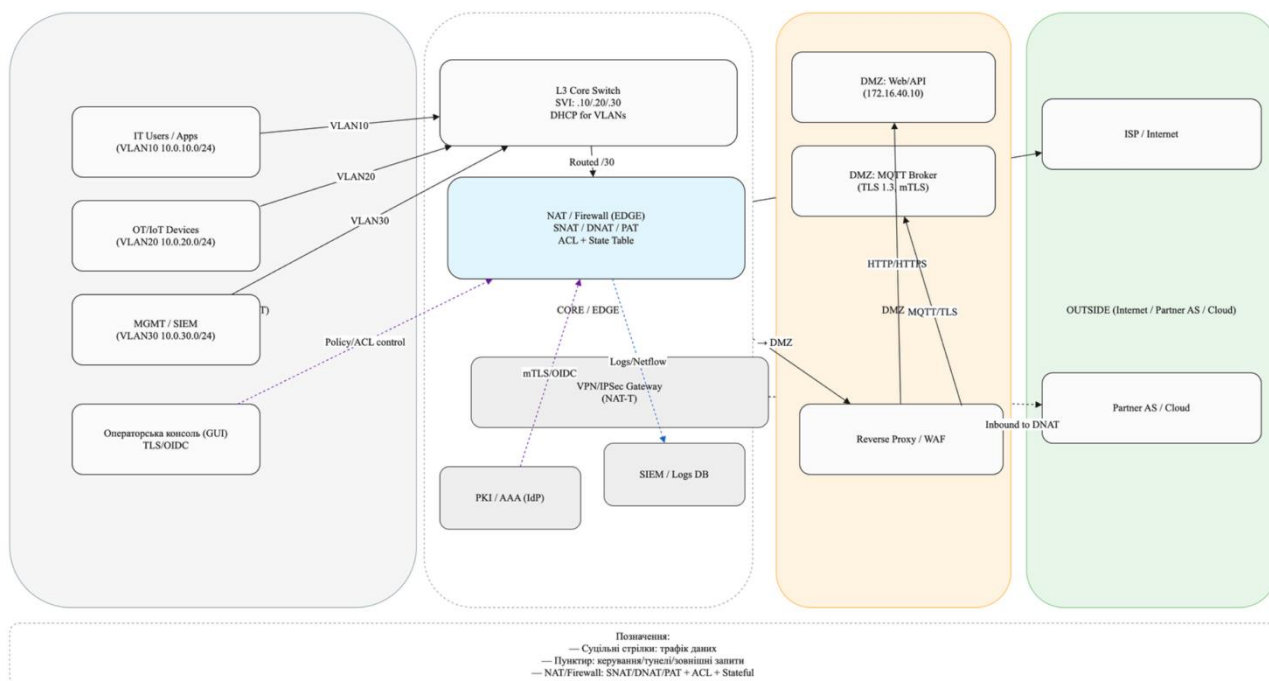 IT Users / Apps
(VLAN10 10.0.10.0/24)
OT/IoT Devices
(VLAN20 10.0.20.0/24)
MGMT / SIEM
(VLAN30 10.0.30.0/24)
T)
Операторська консоль (GUI)
TLS/OIDC
VLAN10
VLAN20
VLAN30
Policy/ACL control
L3 Core Switch
SVI: .10/.20/.30
DHCP for VLANs
Routed /30
NAT / Firewall (EDGE)
SNAT / DNAT / PAT
ACL + State Table
CORE / EDGE
Logs/Netflow
mTLS/OIDC
VPN/IPSec Gateway
(NAT-T)
SIEM / Logs DB
PKI / AAA (IdP)
DMZ: Web/API
(172.16.40.10)
DMZ: MQTT Broker
(TLS 1.3, mTLS)
HTTP/HTTPS
DMZ
MQTT/TLS
→ DMZ
Reverse Proxy / WAF
ISP / Internet
OUTSIDE (Internet / Partner AS / Cloud)
Partner AS / Cloud
Inbound to DNAT
Позначення:
— Суцільні стрілки: трафік даних
— Пунктир: керування/тунелі/зовнішні запити
— NAT/Firewall: SNAT/DNAT/PAT + ACL + Stateful